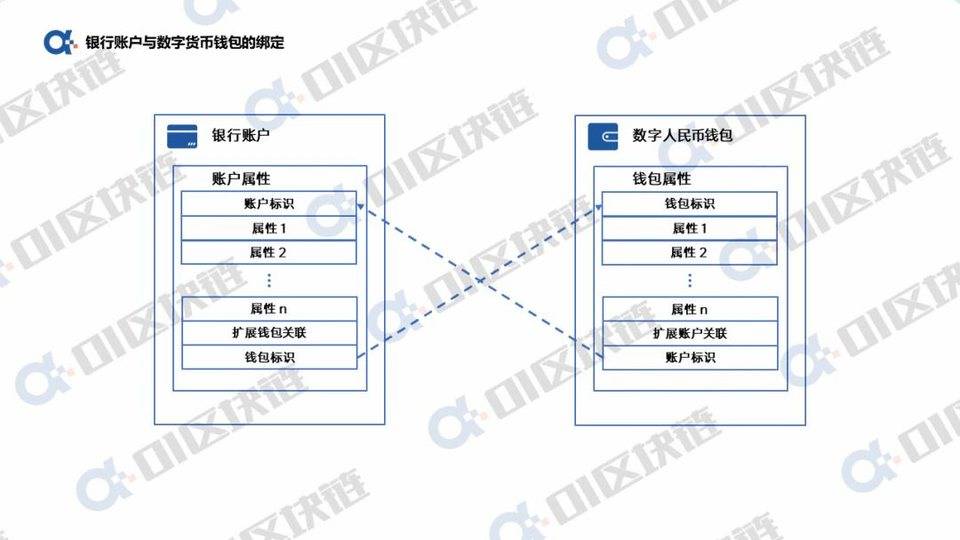 银行账户与数字货币钱包的绑定
银行账户
账户属性
账户标识
属性 1
属性 2
属性 n
扩展钱包关联
钱包标识
数字人民币钱包
钱包属性
钱包标识
属性 1
属性 2
属性 n
扩展账户关联
账户标识
01区块链